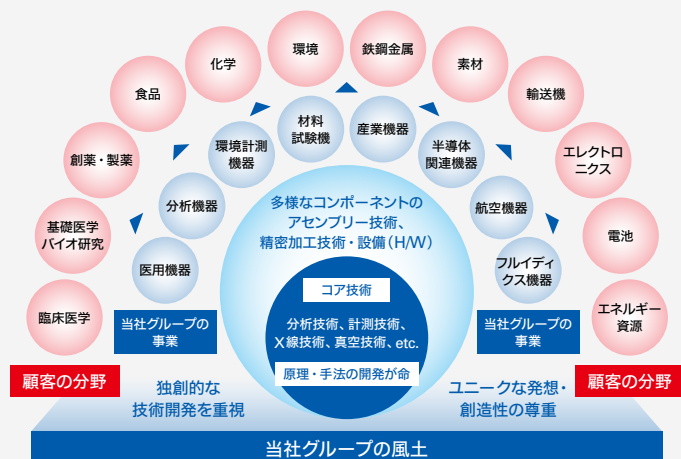 環境
鉄鋼金属
化学
素材
食品
輸送機
創薬・製薬
エレクトロ
ニクス
基礎医学
バイオ研究
電池
臨床医学
エネルギー
資源
材料
試験機
産業機器
環境計測
機器
半導体
関連機器
分析機器
航空機器
医用機器
フルイディ
クス機器
多様なコンポーネントの
アセンブリー技術、
精密加工技術・設備（H/W）
コア技術
分析技術、計測技術、
X線技術、真空技術、etc.
原理・手法の開発が命
当社グループの
事業
当社グループの
事業
顧客の分野
顧客の分野
独創的な
技術開発を重視
ユニークな発想・
創造性の尊重
当社グループの風土